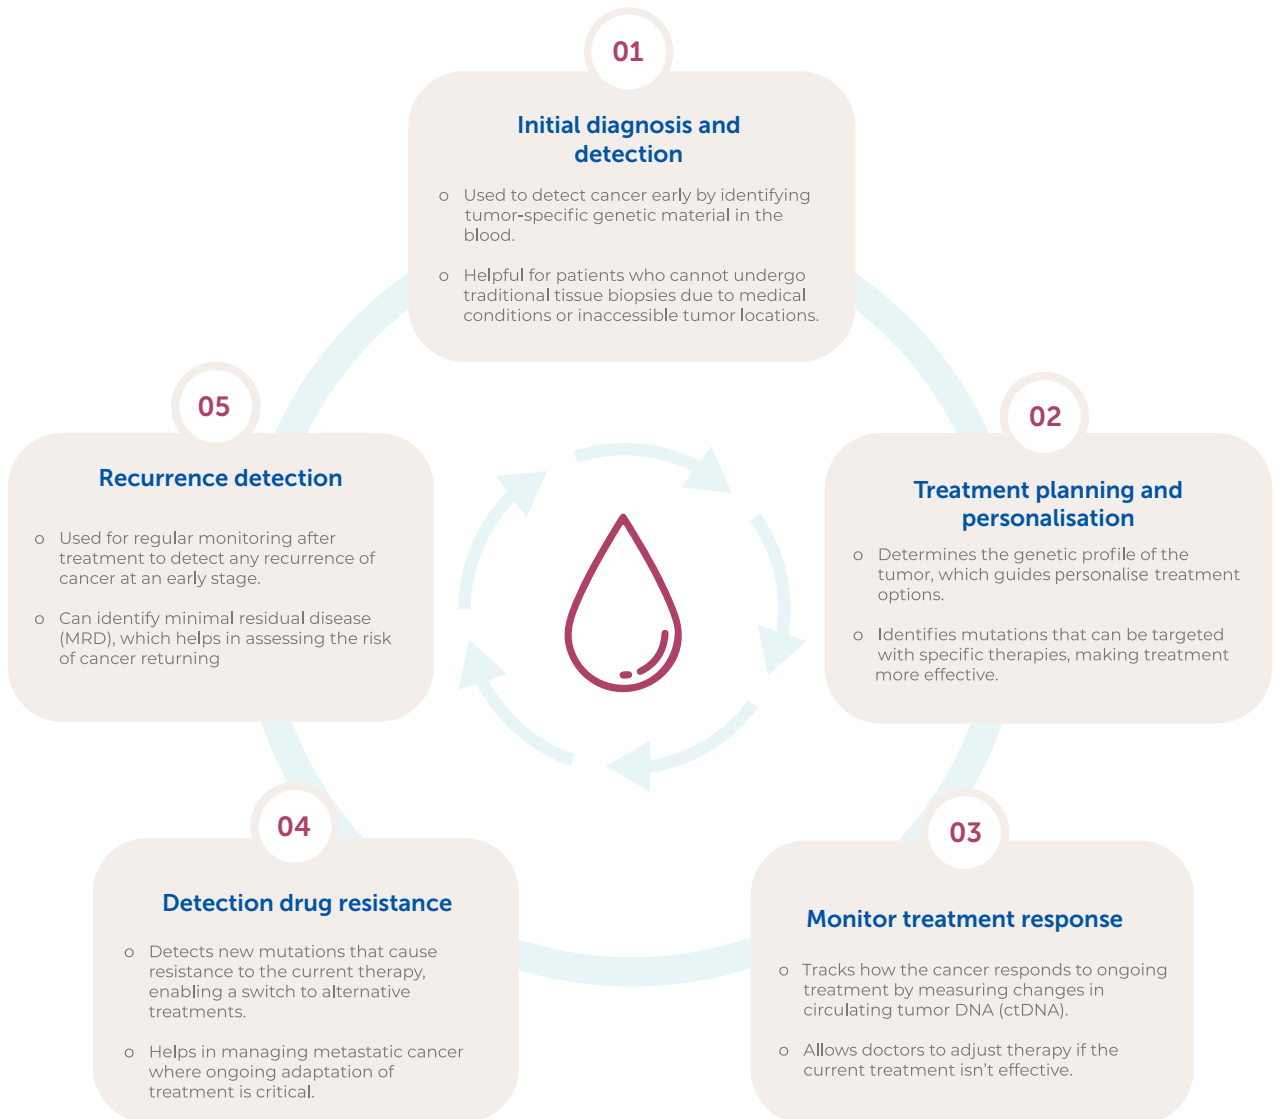 01
Initial diagnosis and
detection
o Used to detect cancer early by identifying
tumor-specific genetic material in the
blood.
o Helpful for patients who cannot undergo
traditional tissue biopsies due to medical
conditions or inaccessible tumor locations.
02
Treatment planning and
personalisation
o Determines the genetic profile of the
tumor, which guides personalise treatment
options.
o Identifies mutations that can be targeted
with specific therapies, making treatment
more effective.
03
Monitor treatment response
o Tracks how the cancer responds to ongoing
treatment by measuring changes in
circulating tumor DNA (ctDNA).
o Allows doctors to adjust therapy if the
current treatment isn't effective.
04
Detection drug resistance
o Detects new mutations that cause
resistance to the current therapy,
enabling a switch to alternative
treatments.
o Helps in managing metastatic cancer
where ongoing adaptation of
treatment is critical.
05
Recurrence detection
o Used for regular monitoring after
treatment to detect any recurrence of
cancer at an early stage.
o Can identify minimal residual disease
(MRD), which helps in assessing the risk
of cancer returning